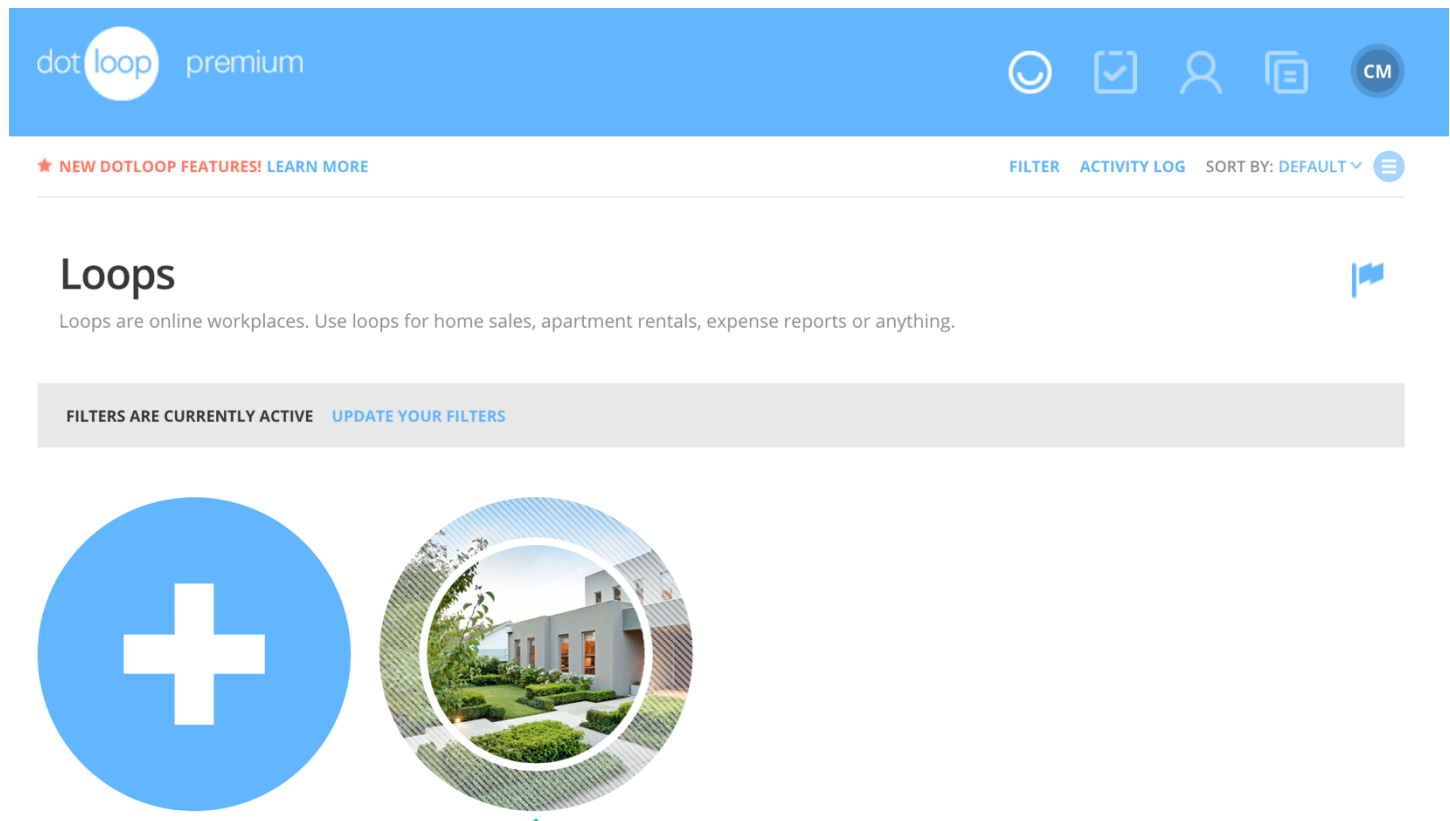 dot loop premium
CM
NEW DOTLOOP FEATURES! LEARN MORE
FILTER ACTIVITY LOG SORT BY: DEFAULT
Loops
Loops are online workplaces. Use loops for home sales, apartment rentals, expense reports or anything.
FILTERS ARE CURRENTLY ACTIVE UPDATE YOUR FILTERS